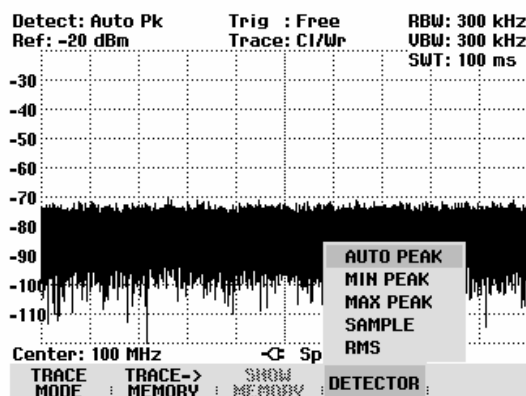 Detect: Auto Pk Trig : Free RBW: 300 kHz
Ref: -20 dBm Trace: Cl/Wr VBW: 300 kHz
SWT: 100 ms
-30
-40
-50
-60
-70
-80
-90
-100
-110
AUTO PEAK
MIN PEAK
MAX PEAK
SAMPLE
RMS
Center: 100 MHz Sp
TRACE MODE
TRACE-> MEMORY
SHOW MEMORY
DETECTOR